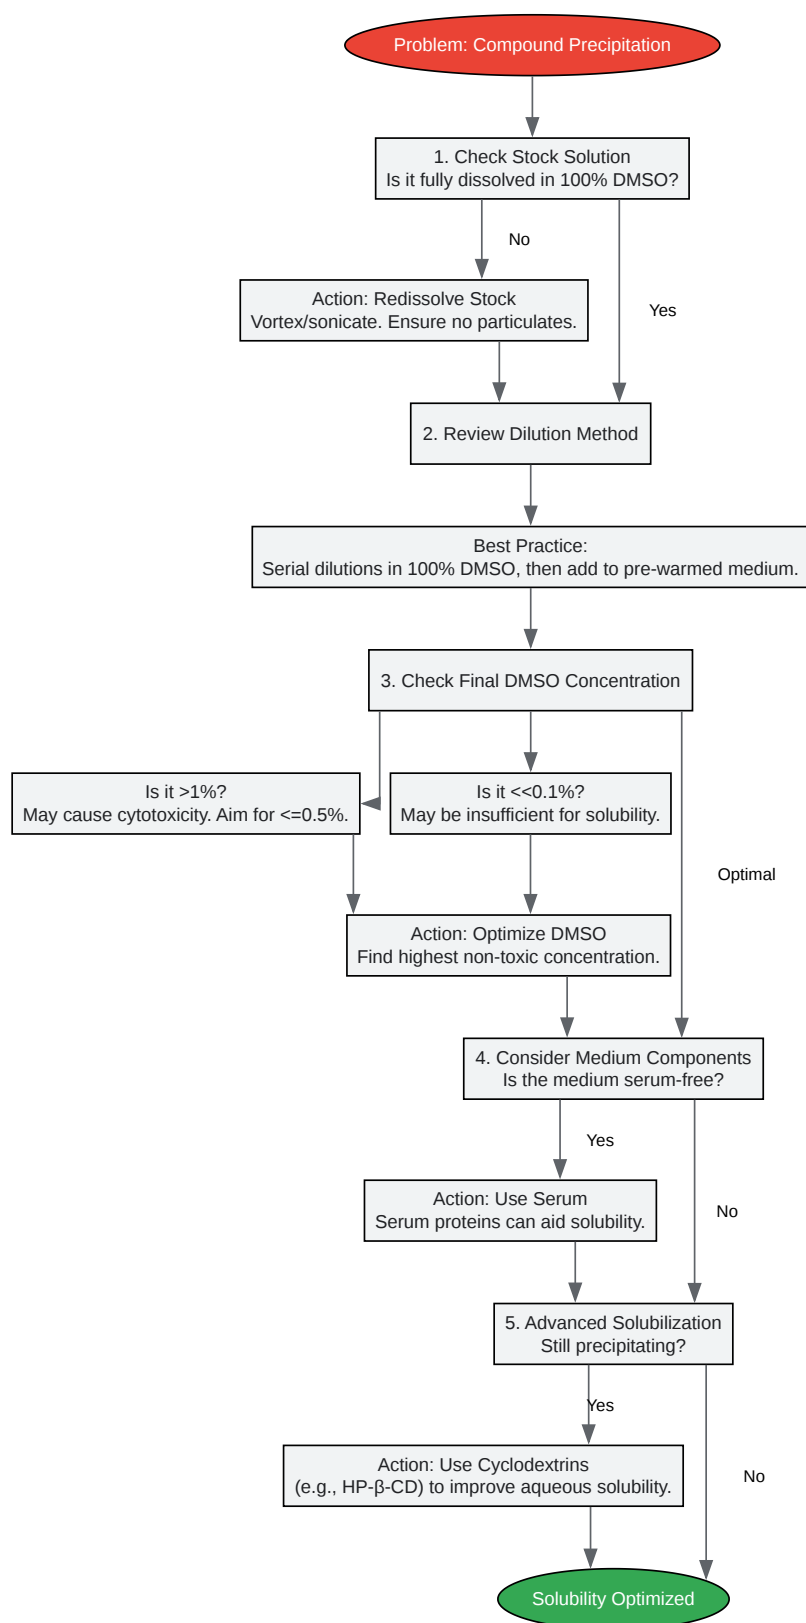 Problem: Compound Precipitation
1. Check Stock Solution
Is it fully dissolved in 100% DMSO?
No
Action: Redissolve Stock
Vortex/sonicate. Ensure no particulates.
Yes
2. Review Dilution Method
Best Practice:
Serial dilutions in 100% DMSO, then add to pre-warmed medium.
3. Check Final DMSO Concentration
Is it >1%?
May cause cytotoxicity. Aim for <=0.5%.
Is it <<0.1%?
May be insufficient for solubility.
Optimal
Action: Optimize DMSO
Find highest non-toxic concentration.
4. Consider Medium Components
Is the medium serum-free?
Yes
Action: Use Serum
Serum proteins can aid solubility.
No
5. Advanced Solubilization
Still precipitating?
Yes
Action: Use Cyclodextrins
(e.g., HP-β-CD) to improve aqueous solubility.
No
Solubility Optimized